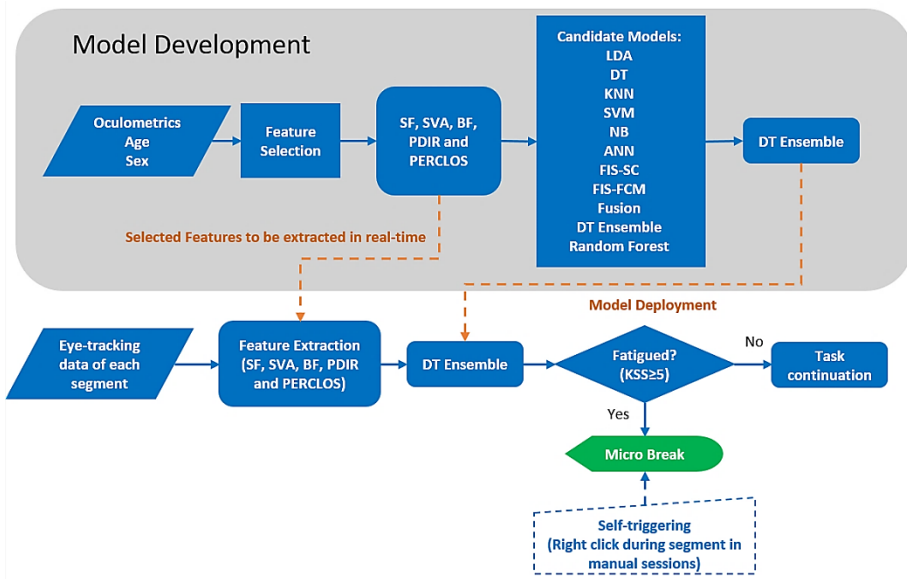 Model Development
Oculometrics
Age
Sex
Feature
Selection
SF, SVA, BF,
PDIR and
PERCLOS
Candidate Models:
LDA
DT
KNN
SVM
NB
ANN
FIS-SC
FIS-FCM
Fusion
DT Ensemble
Random Forest
DT Ensemble
Selected Features to be extracted in real-time
Model Deployment
Eye-tracking
data of each
segment
Feature Extraction
(SF, SVA, BF, PDIR
and PERCLOS)
DT Ensemble
Fatigued?
(KSS≥5)
No
Task
continuation
Yes
Micro Break
Self-triggering
(Right click during segment in
manual sessions)